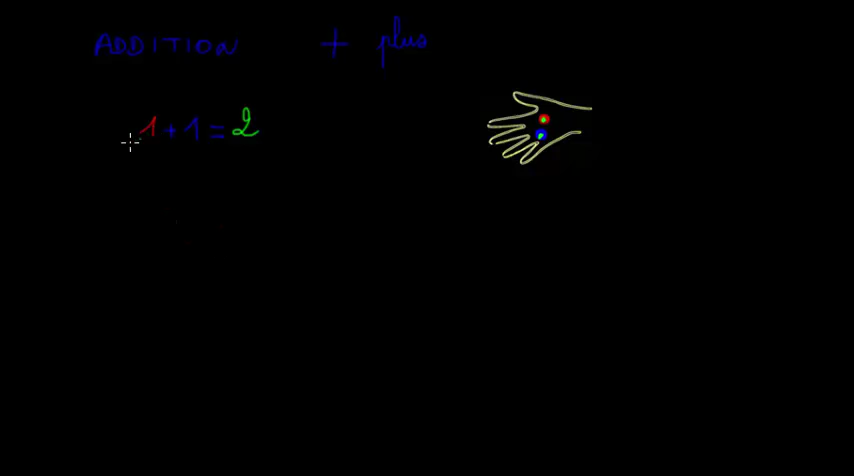 ADDITION + plus
1 + 1 = 2